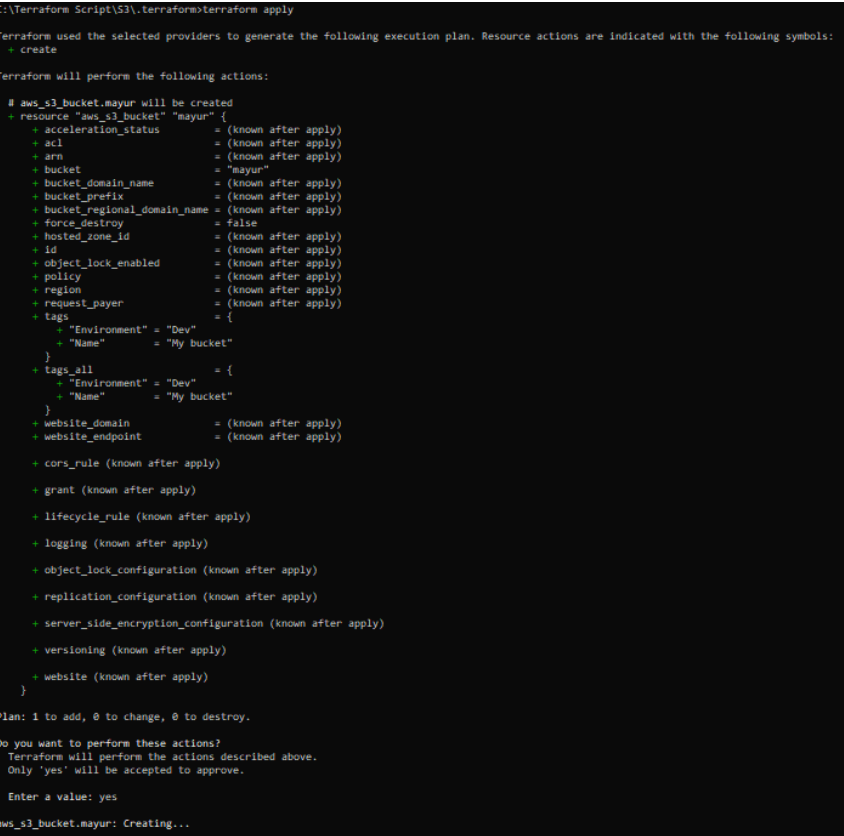 C:\Terraform Script\S3\.terraform>terraform apply
Terraform used the selected providers to generate the following execution plan. Resource actions are indicated with the following symbols:
+ create
Terraform will perform the following actions:
# aws_s3_bucket.mayur will be created
+ resource "aws_s3_bucket" "mayur" {
+ acceleration_status = (known after apply)
+ acl = (known after apply)
+ arn = (known after apply)
+ bucket = "mayur"
+ bucket_domain_name = (known after apply)
+ bucket_prefix = (known after apply)
+ bucket_regional_domain_name = (known after apply)
+ force_destroy = false
+ hosted_zone_id = (known after apply)
+ id = (known after apply)
+ object_lock_enabled = (known after apply)
+ policy = (known after apply)
+ region = (known after apply)
+ request_payer = (known after apply)
+ tags = {
+ "Environment" = "Dev"
+ "Name" = "My bucket"
}
+ tags_all = {
+ "Environment" = "Dev"
+ "Name" = "My bucket"
}
+ website_domain = (known after apply)
+ website_endpoint = (known after apply)
+ cors_rule (known after apply)
+ grant (known after apply)
+ lifecycle_rule (known after apply)
+ logging (known after apply)
+ object_lock_configuration (known after apply)
+ replication_configuration (known after apply)
+ server_side_encryption_configuration (known after apply)
+ versioning (known after apply)
+ website (known after apply)
}
Plan: 1 to add, 0 to change, 0 to destroy.
Do you want to perform these actions?
Terraform will perform the actions described above.
Only 'yes' will be accepted to approve.
Enter a value: yes
aws_s3_bucket.mayur: Creating...